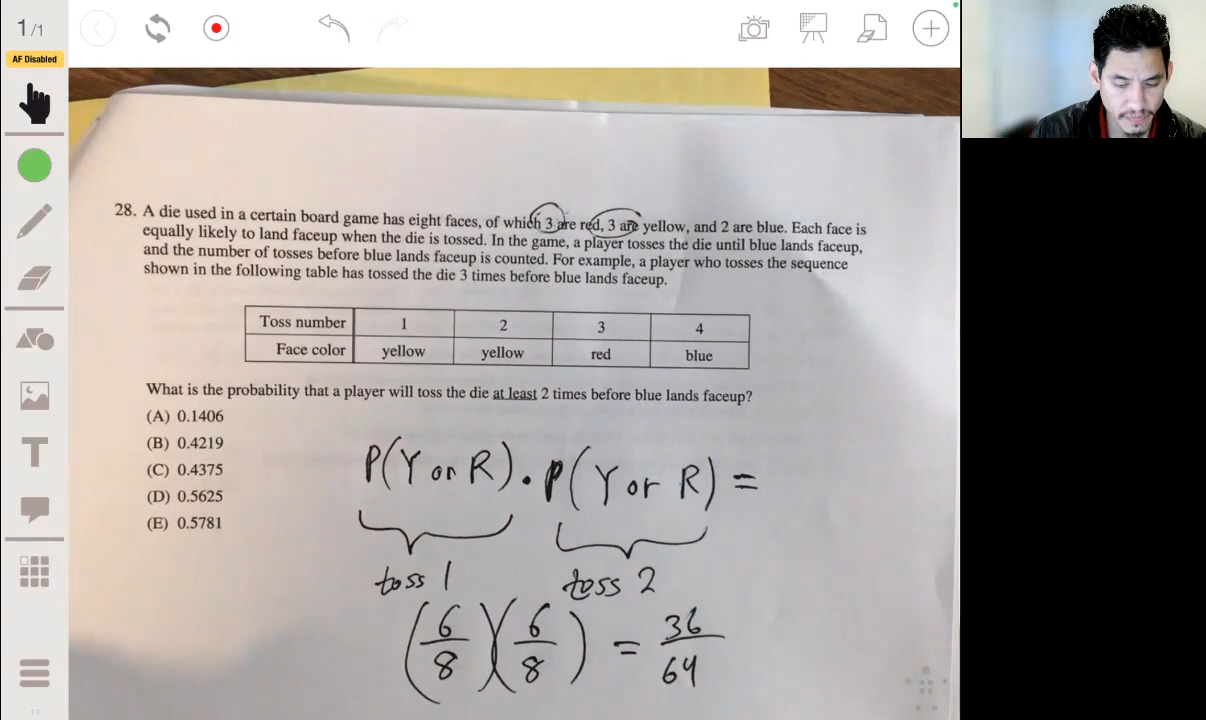 1/1
AF Disabled
28. A die used in a certain board game has eight faces, of which 3 are red, 3 are yellow, and 2 are blue. Each face is
equally likely to land faceup when the die is tossed. In the game, a player tosses the die until blue lands faceup,
and the number of tosses before blue lands faceup is counted. For example, a player who tosses the sequence
shown in the following table has tossed the die 3 times before blue lands faceup.
Toss number 1 2 3 4
Face color yellow yellow red blue
What is the probability that a player will toss the die at least 2 times before blue lands faceup?
(A) 0.1406
(B) 0.4219
(C) 0.4375
(D) 0.5625
(E) 0.5781
P(Y or R) · P(Y or R) =
toss 1 toss 2
(6/8)(6/8) = 36/64
T